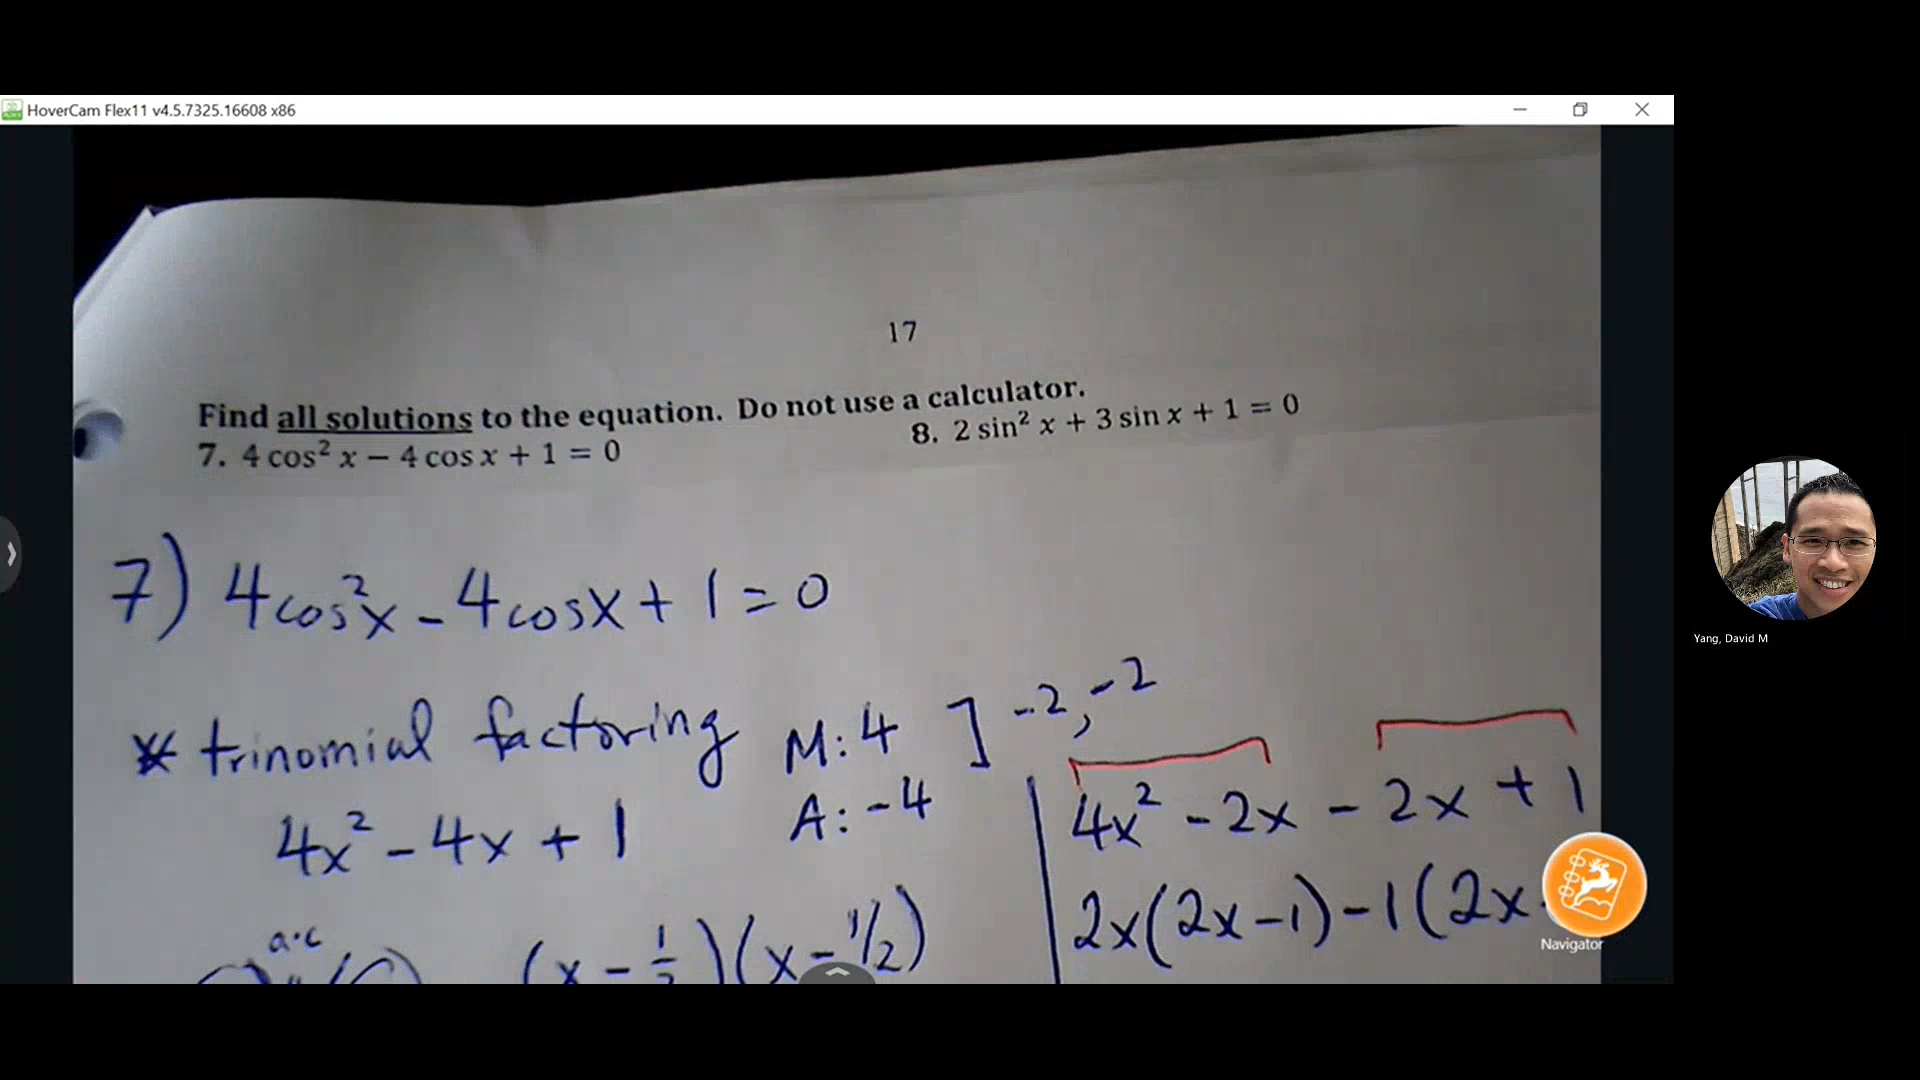 HoverCam Flex11 v4.5.7325.16608 x86
17
Find all solutions to the equation. Do not use a calculator.
7. 4 cos² x − 4 cos x + 1 = 0
8. 2 sin² x + 3 sin x + 1 = 0
7) 4cos²x - 4cosx + 1 = 0
* trinomial factoring M: 4 ] -2, -2
A: -4
4x² - 4x + 1
4x² - 2x - 2x + 1
2x(2x-1) -1(2x
a·c
(x - 1/2)(x - 1/2)
Navigator
Yang, David M